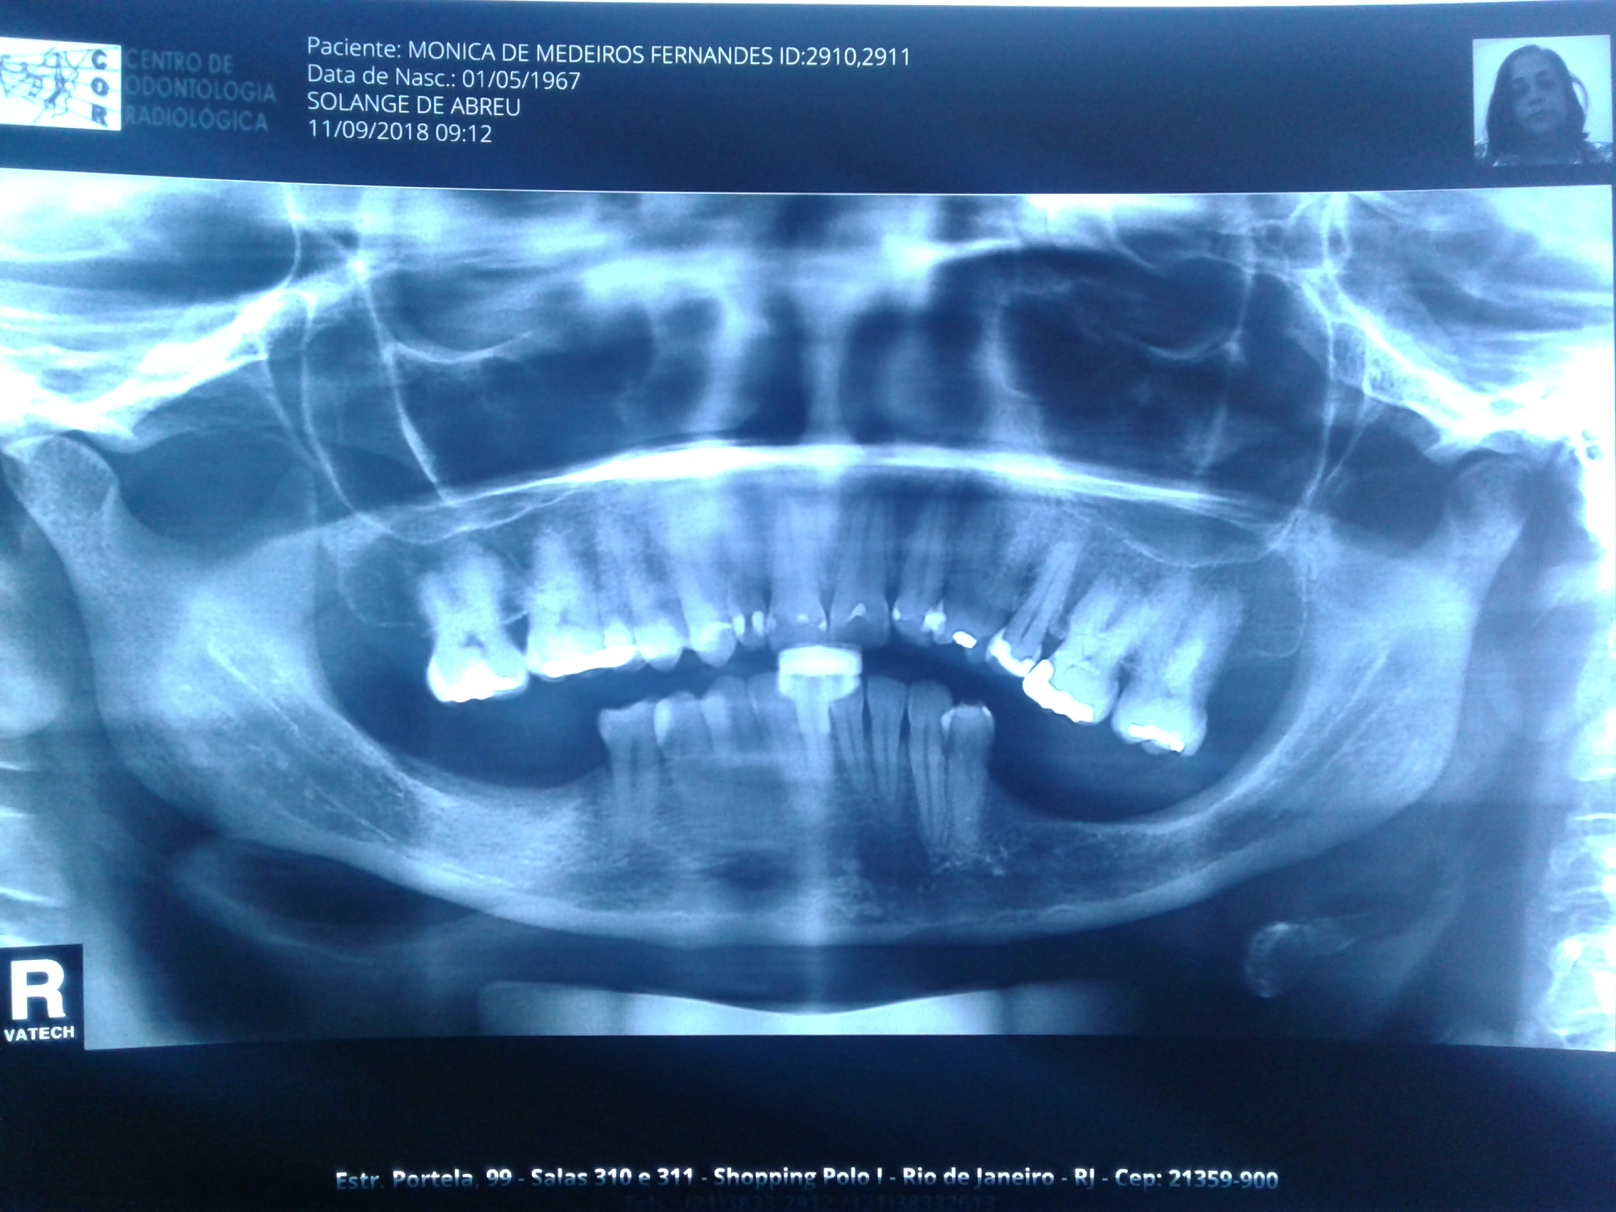 COR
CENTRO DE
ODONTOLOGIA
RADIOLÓGICA
Paciente: MONICA DE MEDEIROS FERNANDES ID:2910,2911
Data de Nasc.: 01/05/1967
SOLANGE DE ABREU
11/09/2018 09:12
R
VATECH
Estr. Portela, 99 - Salas 310 e 311 - Shopping Polo I - Rio de Janeiro - RJ - Cep: 21359-900